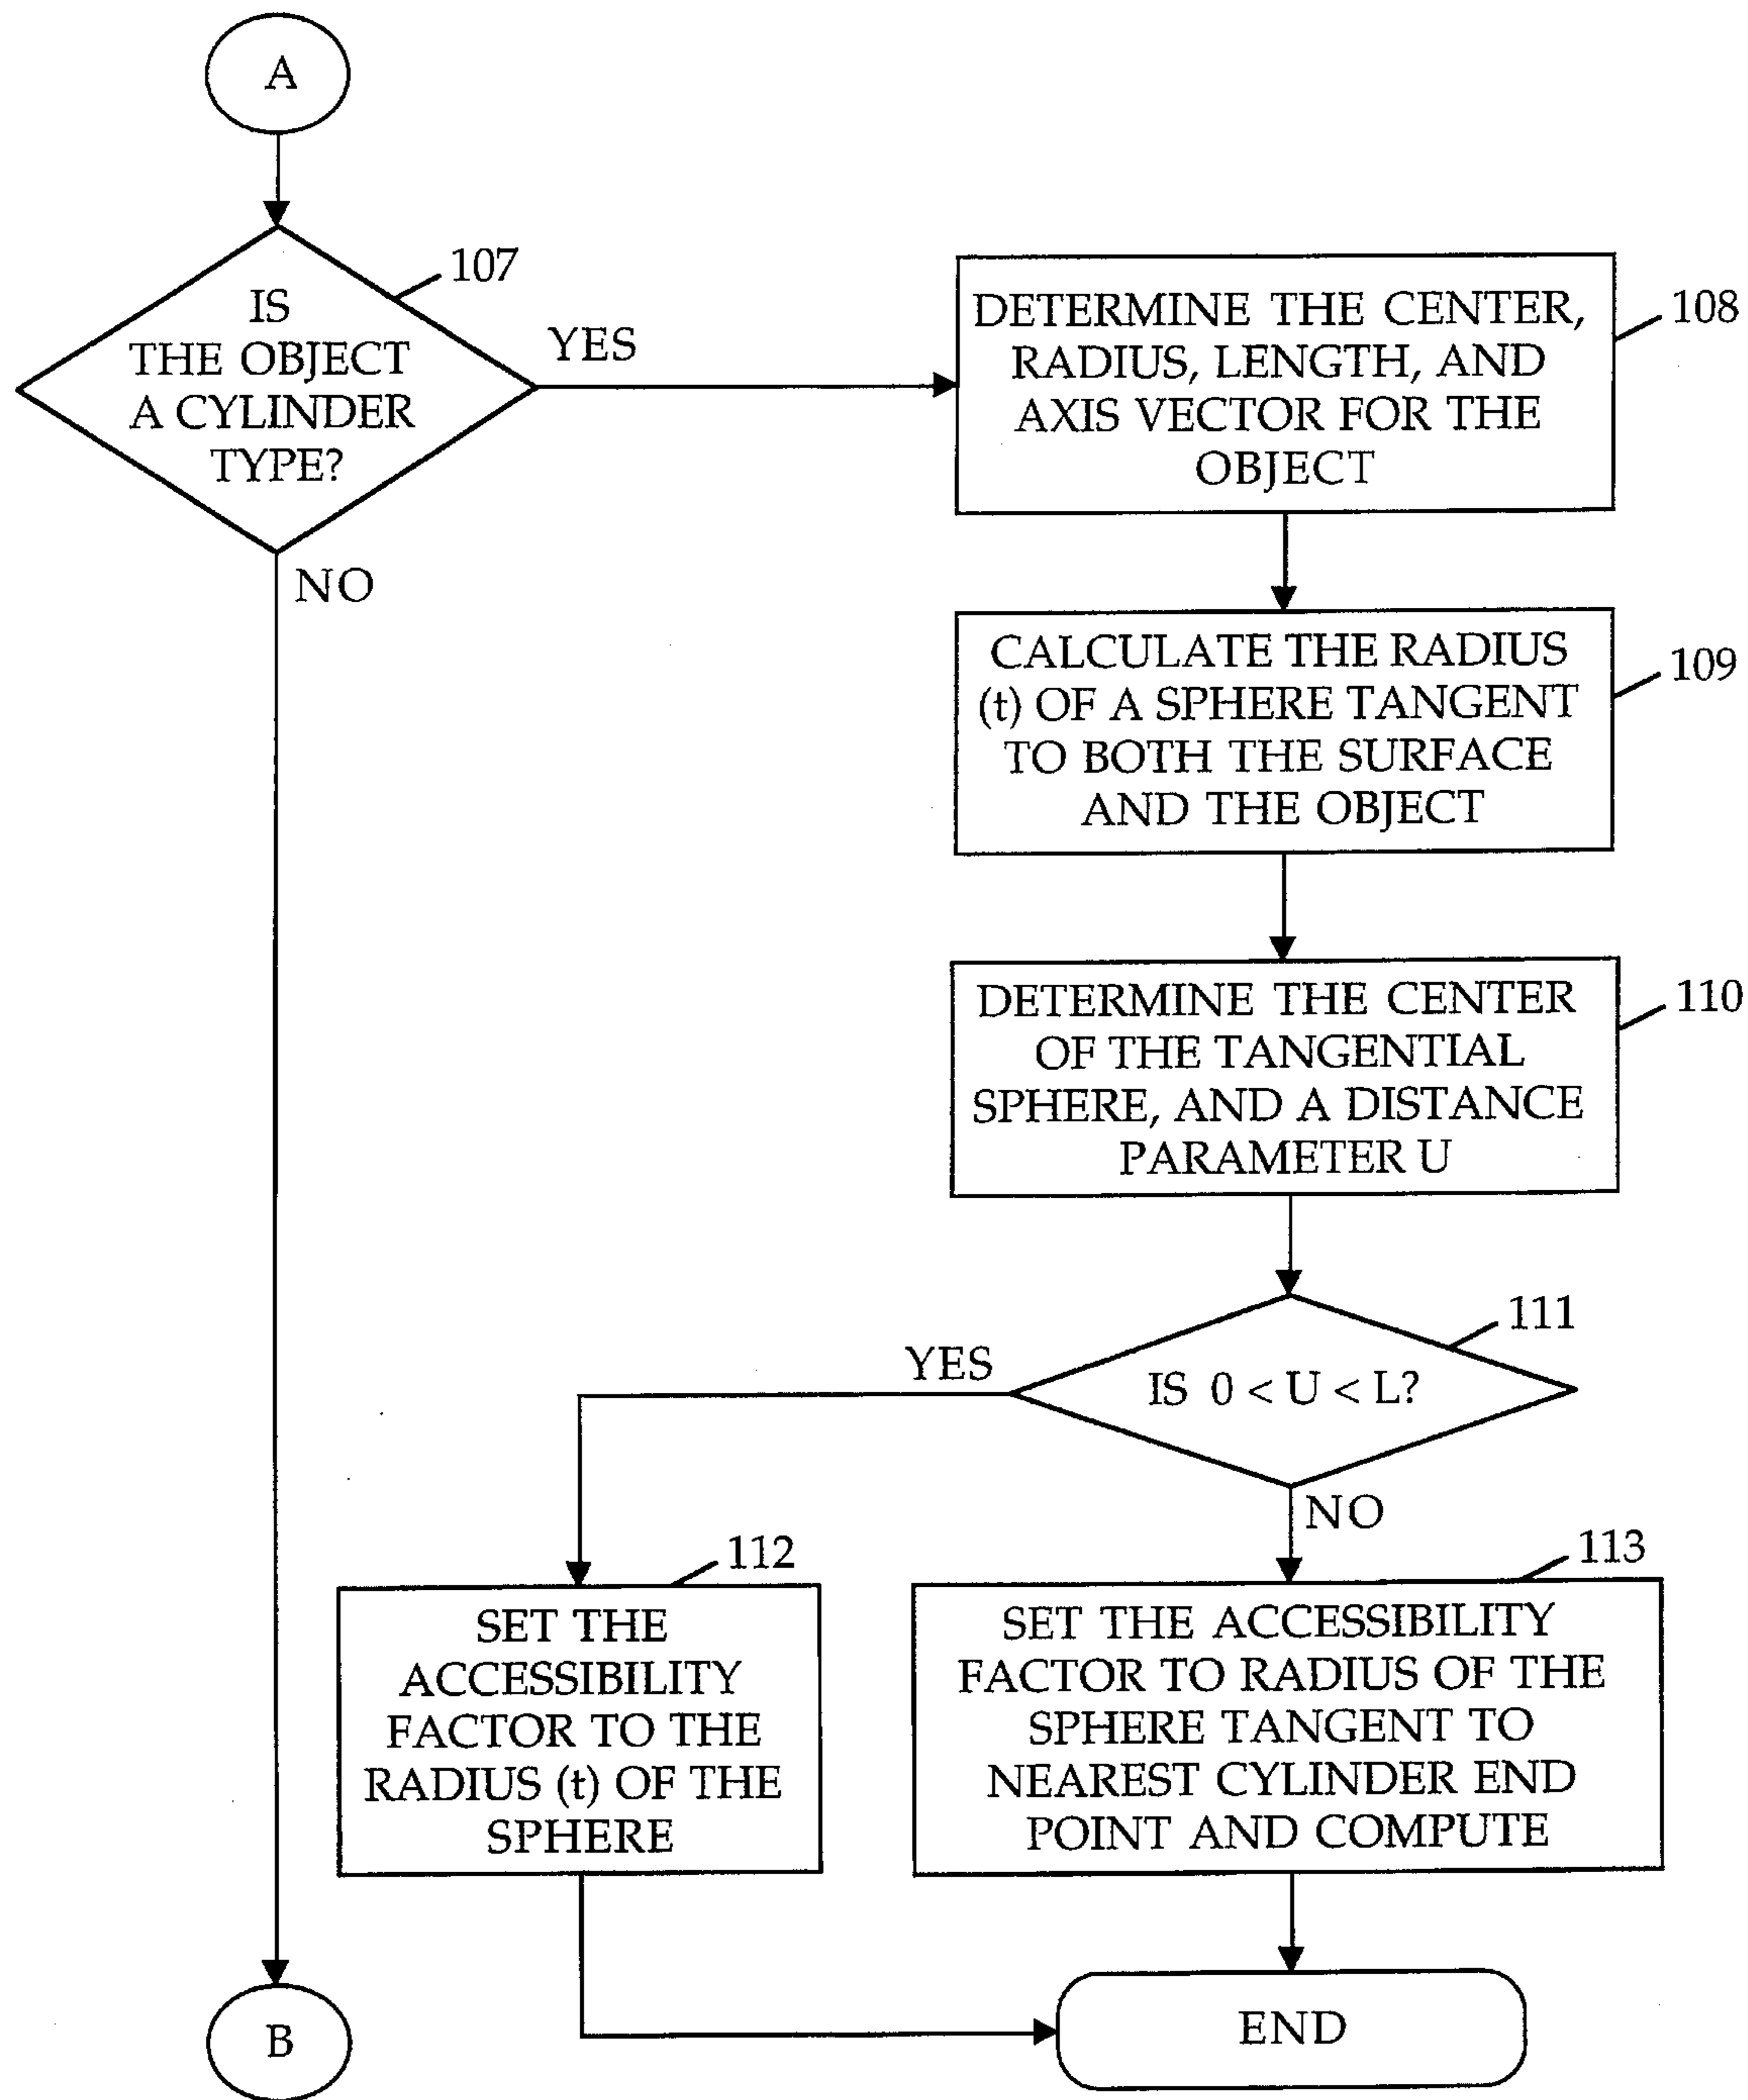 A
107
IS
THE OBJECT
A CYLINDER
TYPE?
YES
NO
108
DETERMINE THE CENTER,
RADIUS, LENGTH, AND
AXIS VECTOR FOR THE
OBJECT
109
CALCULATE THE RADIUS
(t) OF A SPHERE TANGENT
TO BOTH THE SURFACE
AND THE OBJECT
110
DETERMINE THE CENTER
OF THE TANGENTIAL
SPHERE, AND A DISTANCE
PARAMETER U
111
IS 0 < U < L?
YES
NO
112
SET THE
ACCESSIBILITY
FACTOR TO THE
RADIUS (t) OF THE
SPHERE
113
SET THE ACCESSIBILITY
FACTOR TO RADIUS OF THE
SPHERE TANGENT TO
NEAREST CYLINDER END
POINT AND COMPUTE
B
END